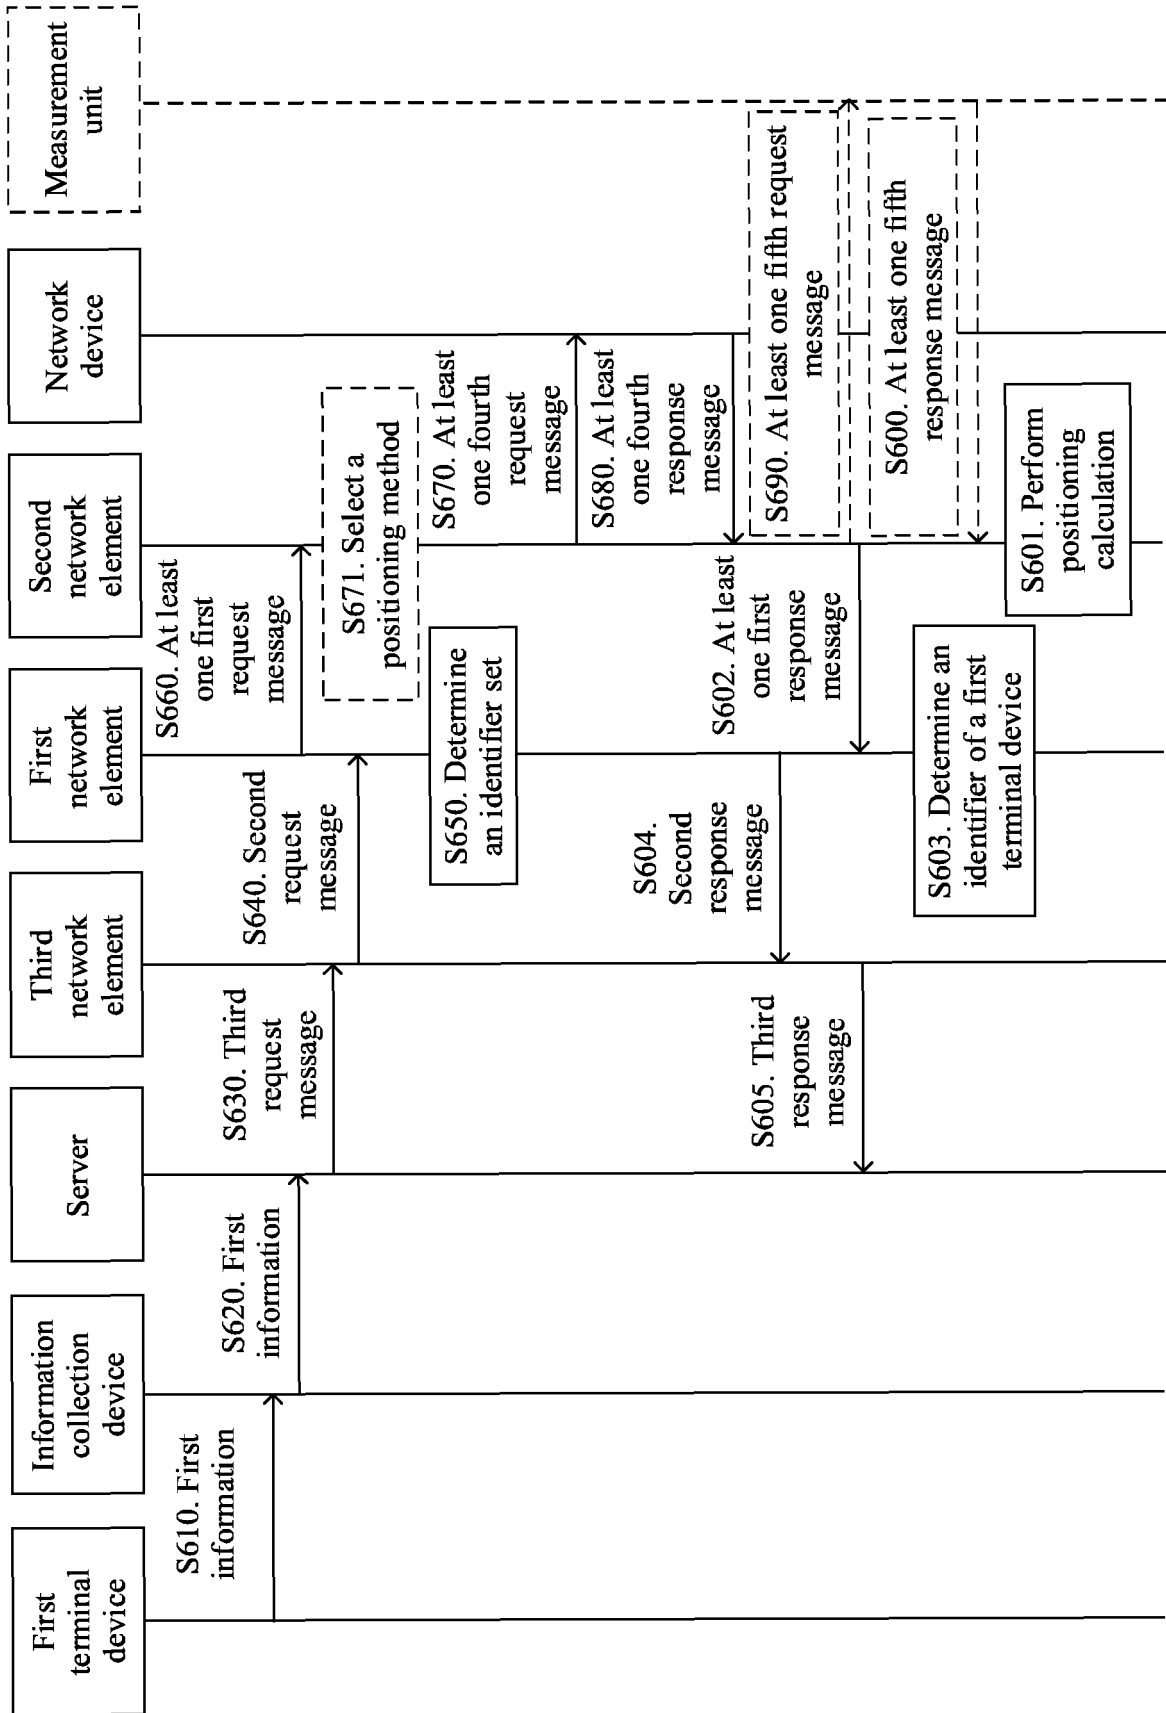 First
terminal
device
Information
collection
device
Server
Third
network
element
First
network
element
Second
network
element
Network
device
Measurement
unit
S610. First
information
S620. First
information
S630. Third
request
message
S640. Second
request
message
S650. Determine
an identifier set
S660. At least
one first
request
message
S671. Select a
positioning method
S670. At least
one fourth
request
message
S680. At least
one fourth
response
message
S690. At least one fifth request
message
S600. At least one fifth
response message
S601. Perform
positioning
calculation
S602. At least
one first
response
message
S603. Determine an
identifier of a first
terminal device
S604.
Second
response
message
S605. Third
response
message